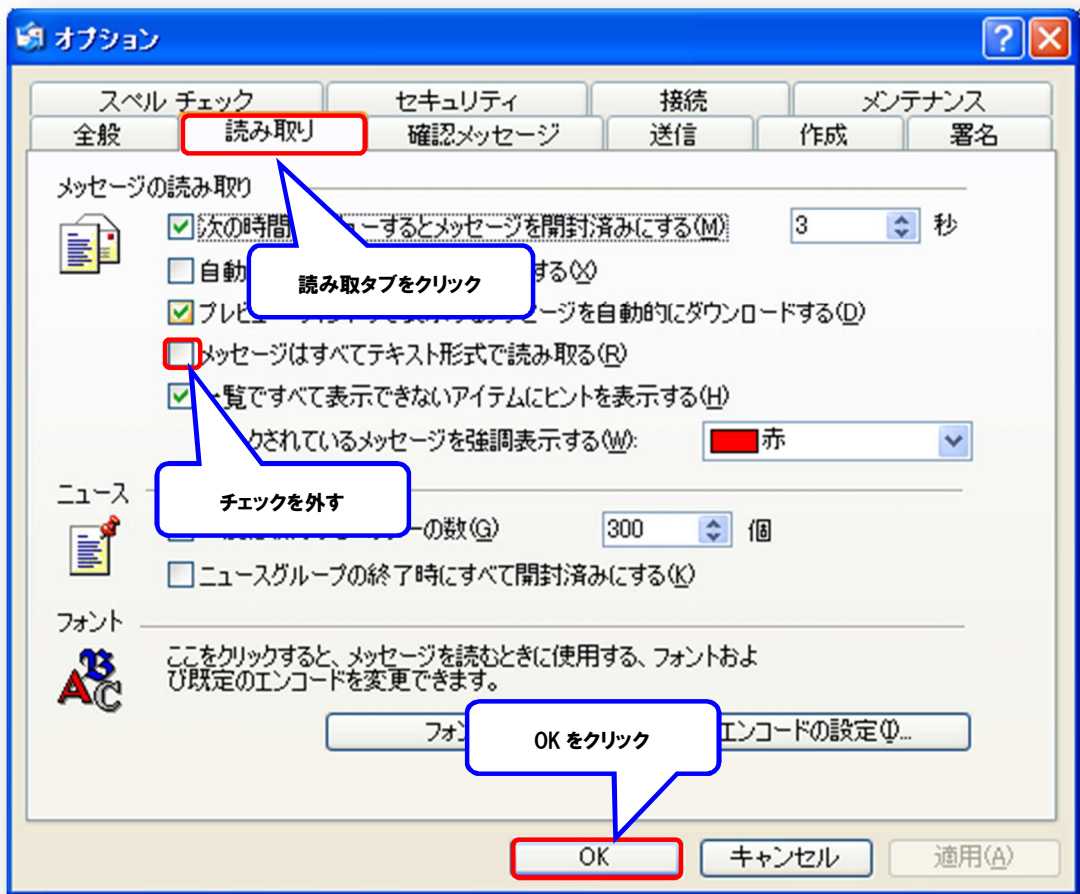 オプション
スペル チェック セキュリティ 接続 メンテナンス
全般 読み取り 確認メッセージ 送信 作成 署名
メッセージの読み取り
次の時間 ューするとメッセージを開封済みにする(M) 3 秒
自動 する(X)
読み取タブをクリック
プレビュー メッセージを自動的にダウンロードする(D)
メッセージはすべてテキスト形式で読み取る(R)
一覧ですべて表示できないアイテムにヒントを表示する(H)
クされているメッセージを強調表示する(W): 赤
チェックを外す
ニュース
ーの数(G) 300 個
ニュースグループの終了時にすべて開封済みにする(K)
フォント
ここをクリックすると、メッセージを読むときに使用する、フォントおよ
び既定のエンコードを変更できます。
フォン エンコードの設定(I)...
OK をクリック
OK キャンセル 適用(A)